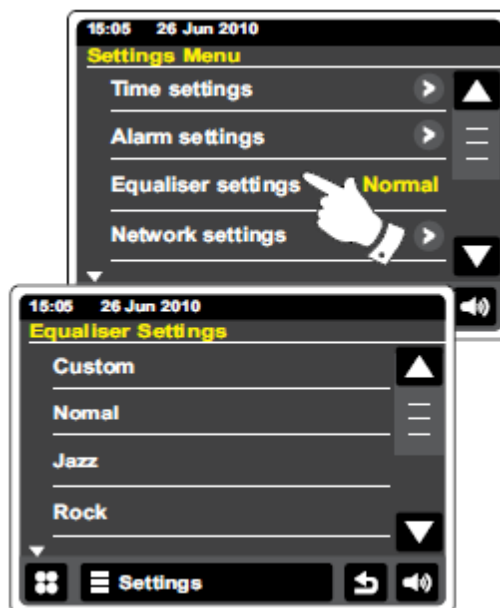 15:05 26 Jun 2010
Settings Menu
Time settings
Alarm settings
Equaliser settings Normal
Network settings
15:05 26 Jun 2010
Equaliser Settings
Custom
Nomal
Jazz
Rock
Settings